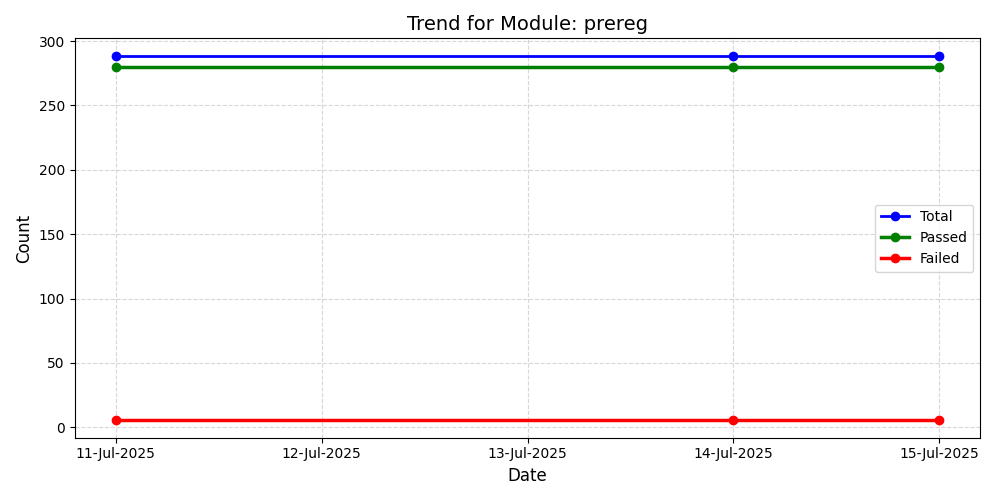 Trend for Module: prereg
300
250
200
150
100
50
0
Count
Total
Passed
Failed
11-Jul-2025 12-Jul-2025 13-Jul-2025 14-Jul-2025 15-Jul-2025
Date